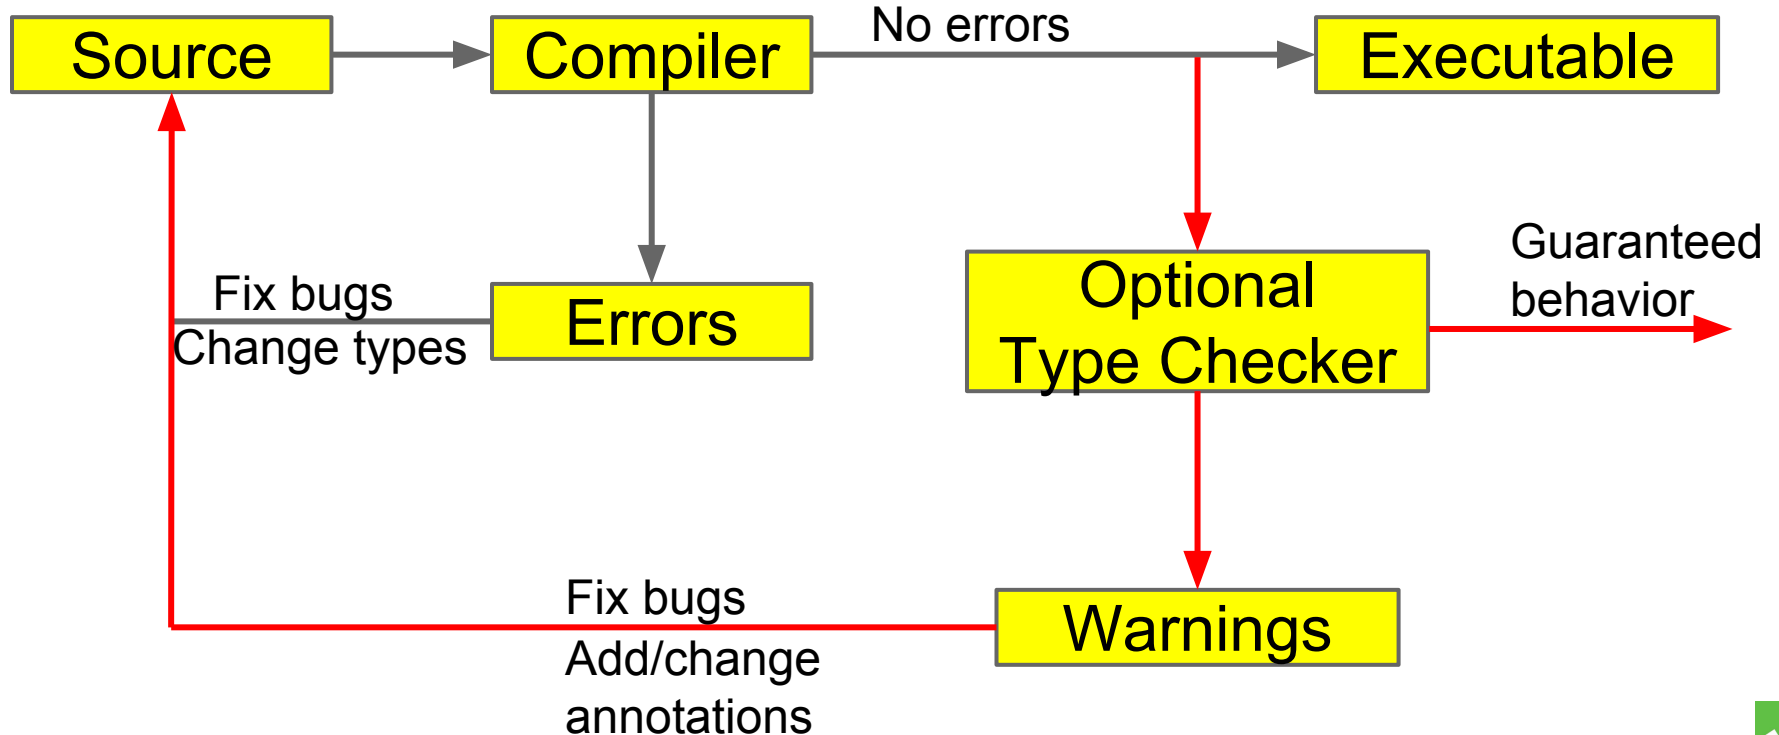 Source
Compiler
No errors
Executable
Fix bugs
Change types
Errors
Optional
Type Checker
Guaranteed
behavior
Fix bugs
Add/change
annotations
Warnings